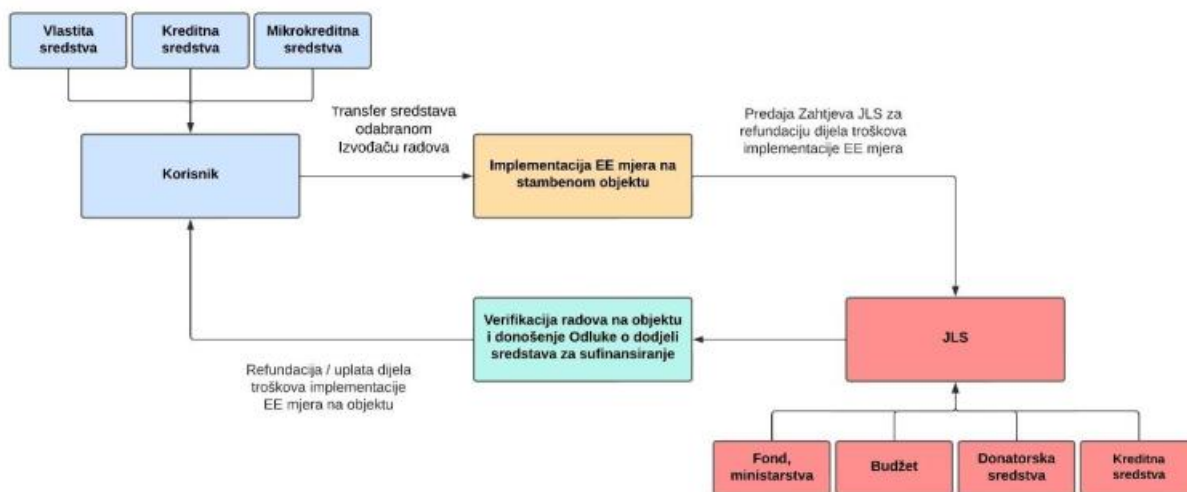 Vlastita
sredstva
Kreditna
sredstva
Mikrokreditna
sredstva
Transfer sredstava
odabranom
Izvođaču radova
Predaja Zahtjeva JLS za
refundaciju dijela troškova
implementacije EE mjera
Korisnik
Implementacija EE mjera na
stambenom objektu
Verifikacija radova na objektu
i donošenje Odluke o dodjeli
sredstava za sufinansiranje
JLS
Refundacija / uplata dijela
troškova implementacije
EE mjera na objektu
Fond,
ministarstva
Budžet
Donatorska
sredstva
Kreditna
sredstva